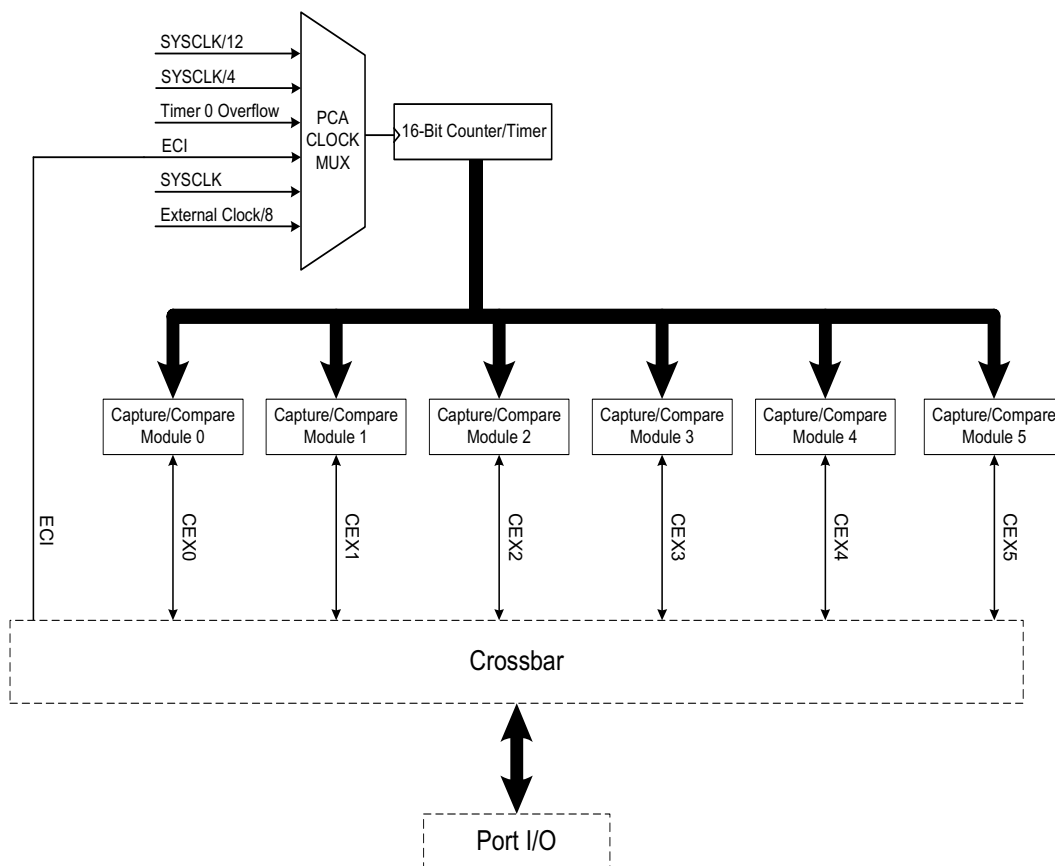 SYSCLK/12
SYSCLK/4
Timer 0 Overflow
ECI
SYSCLK
External Clock/8
PCA
CLOCK
MUX
16-Bit Counter/Timer
Capture/Compare
Module 0
Capture/Compare
Module 1
Capture/Compare
Module 2
Capture/Compare
Module 3
Capture/Compare
Module 4
Capture/Compare
Module 5
ECI
CEX0
CEX1
CEX2
CEX3
CEX4
CEX5
Crossbar
Port I/O